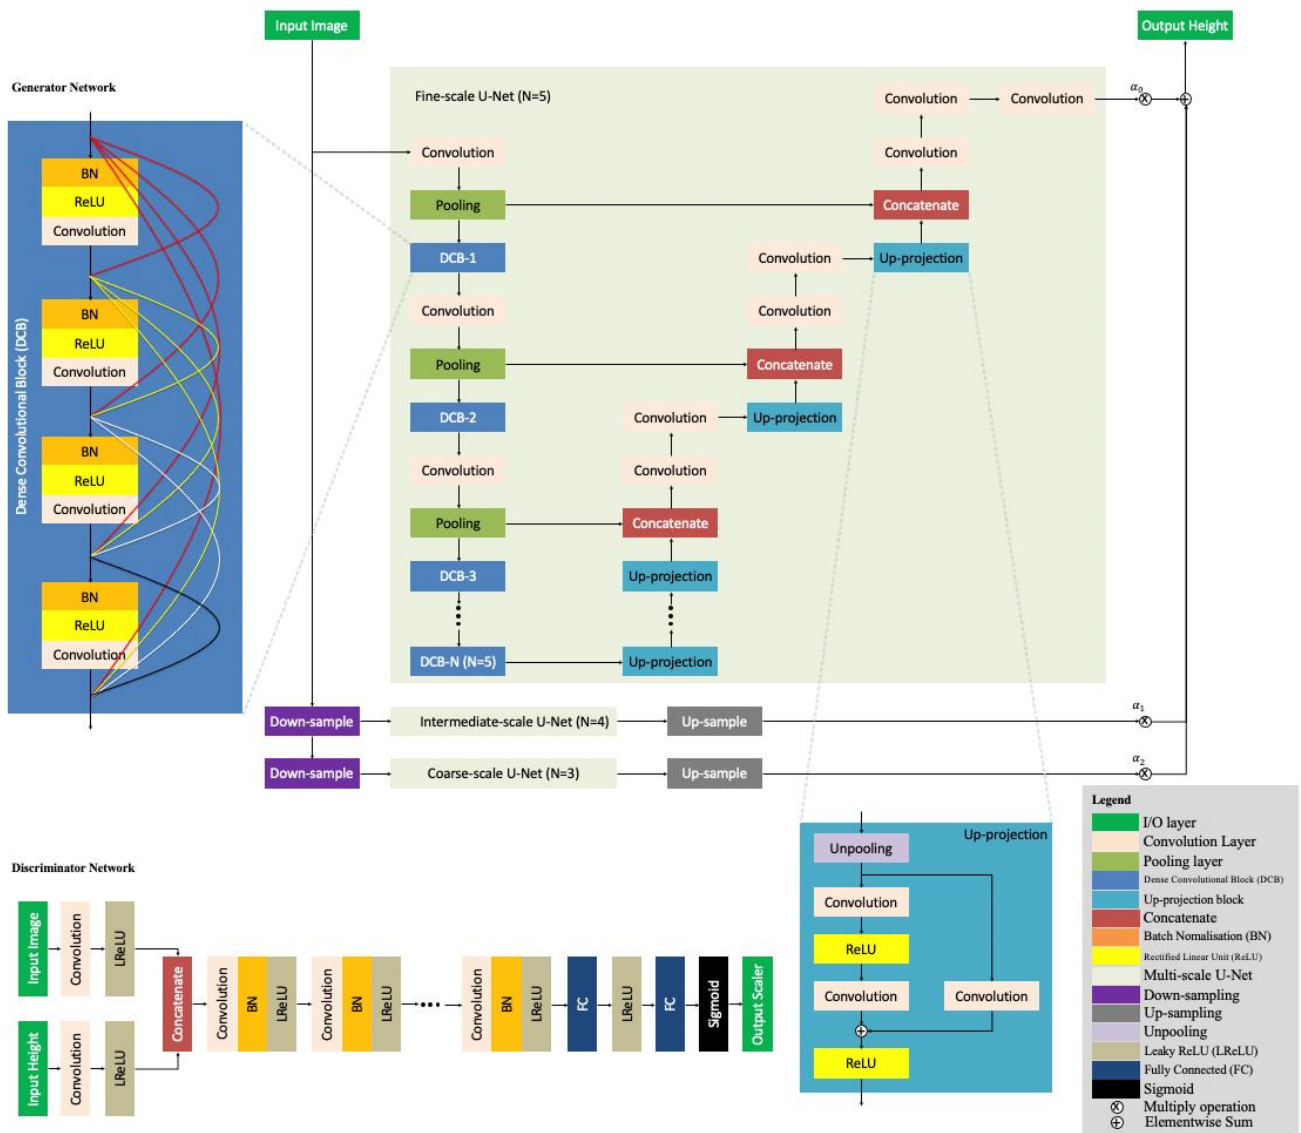 Input Image
Output Height
Generator Network
Fine-scale U-Net (N=5)
Convolution
Convolution
α₀
Convolution
Convolution
BN
ReLU
Convolution
Pooling
Concatenate
DCB-1
Convolution
Up-projection
Dense Convolutional Block (DCB)
BN
ReLU
Convolution
Convolution
Convolution
Pooling
Concatenate
DCB-2
Convolution
Up-projection
BN
ReLU
Convolution
Convolution
Convolution
Pooling
Concatenate
DCB-3
Up-projection
BN
ReLU
Convolution
DCB-N (N=5)
Up-projection
Down-sample
Intermediate-scale U-Net (N=4)
Up-sample
α₁
Down-sample
Coarse-scale U-Net (N=3)
Up-sample
α₂
Up-projection
Unpooling
Convolution
ReLU
Convolution
Convolution
ReLU
Legend
I/O layer
Convolution Layer
Pooling layer
Dense Convolutional Block (DCB)
Up-projection block
Concatenate
Batch Nomalisation (BN)
Rectified Linear Unit (ReLU)
Multi-scale U-Net
Down-sampling
Up-sampling
Unpooling
Leaky ReLU (LReLU)
Fully Connected (FC)
Sigmoid
Multiply operation
Elementwise Sum
Discriminator Network
Input Image
Convolution
LReLU
Input Height
Convolution
LReLU
Concatenate
Convolution
BN
LReLU
Convolution
BN
LReLU
Convolution
BN
LReLU
FC
LReLU
FC
Sigmoid
Output Scaler